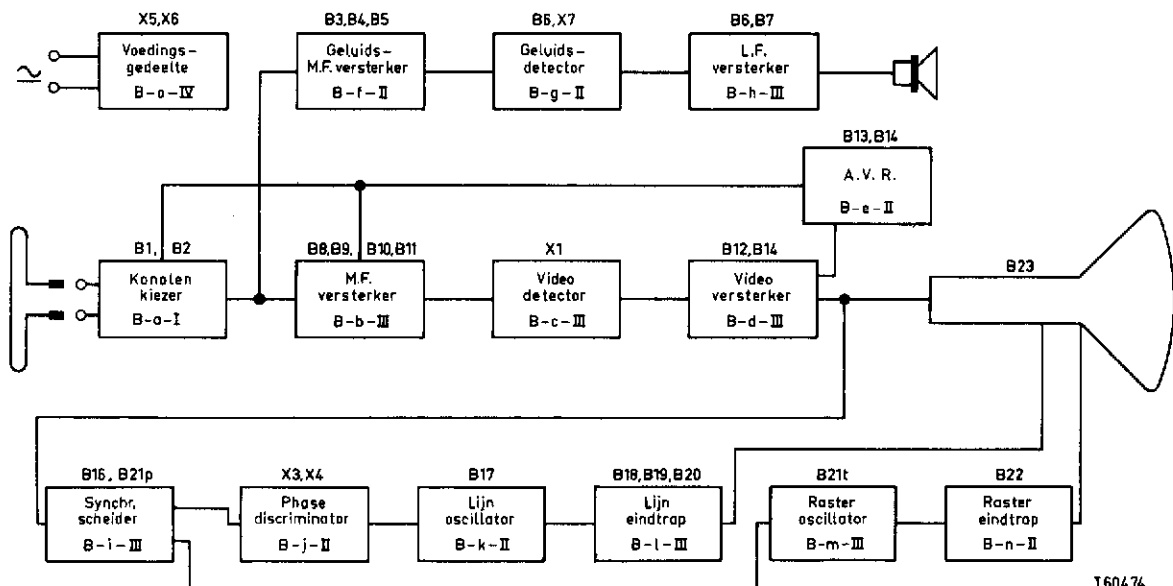 X5, X6
Voedings-
gedeelte
B-o-IV
B3, B4, B5
Geluids-
M.F. versterker
B-f-II
B6, X7
Geluids-
detector
B-g-II
B6, B7
L.F.
versterker
B-h-III
B13, B14
A.V.R.
B-e-II
B1, B2
Kanalen
kiezer
B-a-I
B8, B9, B10, B11
M.F.
versterker
B-b-III
X1
Video
detector
B-c-III
B12, B14
Video
versterker
B-d-III
B23
B16, B21p
Synchr.
scheider
B-i-III
X3, X4
Phase
discriminator
B-j-II
B17
Lijn
oscillator
B-k-II
B18, B19, B20
Lijn
eindtrap
B-l-III
B21t
Raster
oscillator
B-m-III
B22
Raster
eindtrap
B-n-II
T60474